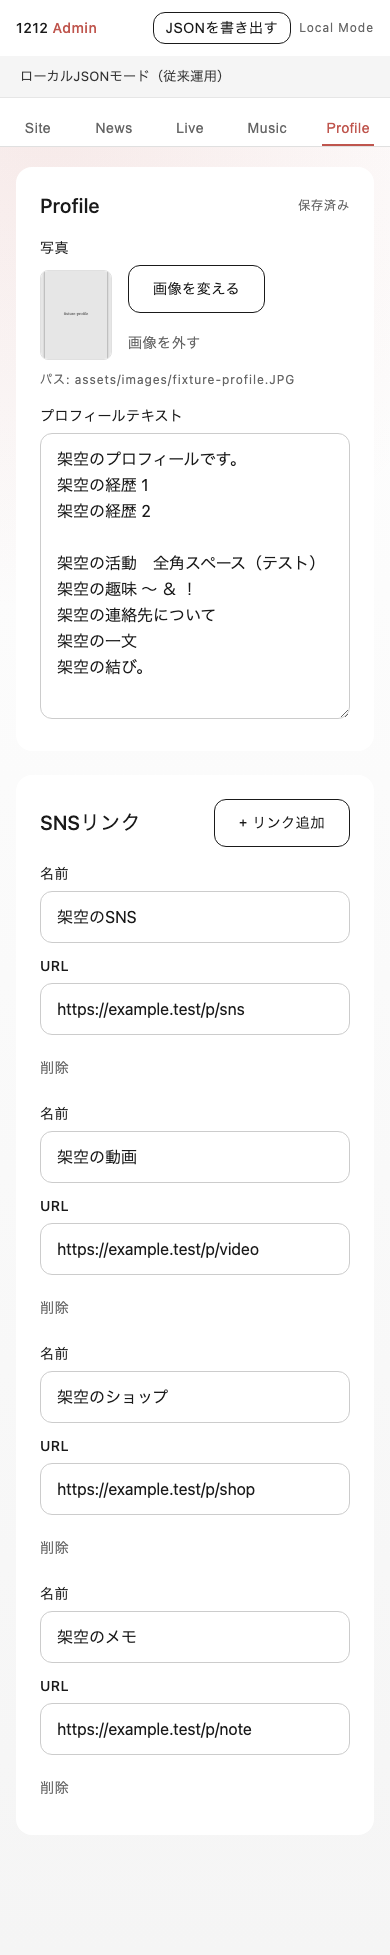 1212 Admin
JSONを書き出す
Local Mode
ローカルJSONモード（従来運用）
Site
News
Live
Music
Profile
Profile
保存済み
写真
fixture profile
画像を変える
画像を外す
パス: assets/images/fixture-profile.JPG
プロフィールテキスト
架空のプロフィールです。
架空の経歴 1
架空の経歴 2
架空の活動　全角スペース（テスト）
架空の趣味 〜 & ！
架空の連絡先について
架空の一文
架空の結び。
SNSリンク
+ リンク追加
名前
架空のSNS
URL
https://example.test/p/sns
削除
名前
架空の動画
URL
https://example.test/p/video
削除
名前
架空のショップ
URL
https://example.test/p/shop
削除
名前
架空のメモ
URL
https://example.test/p/note
削除